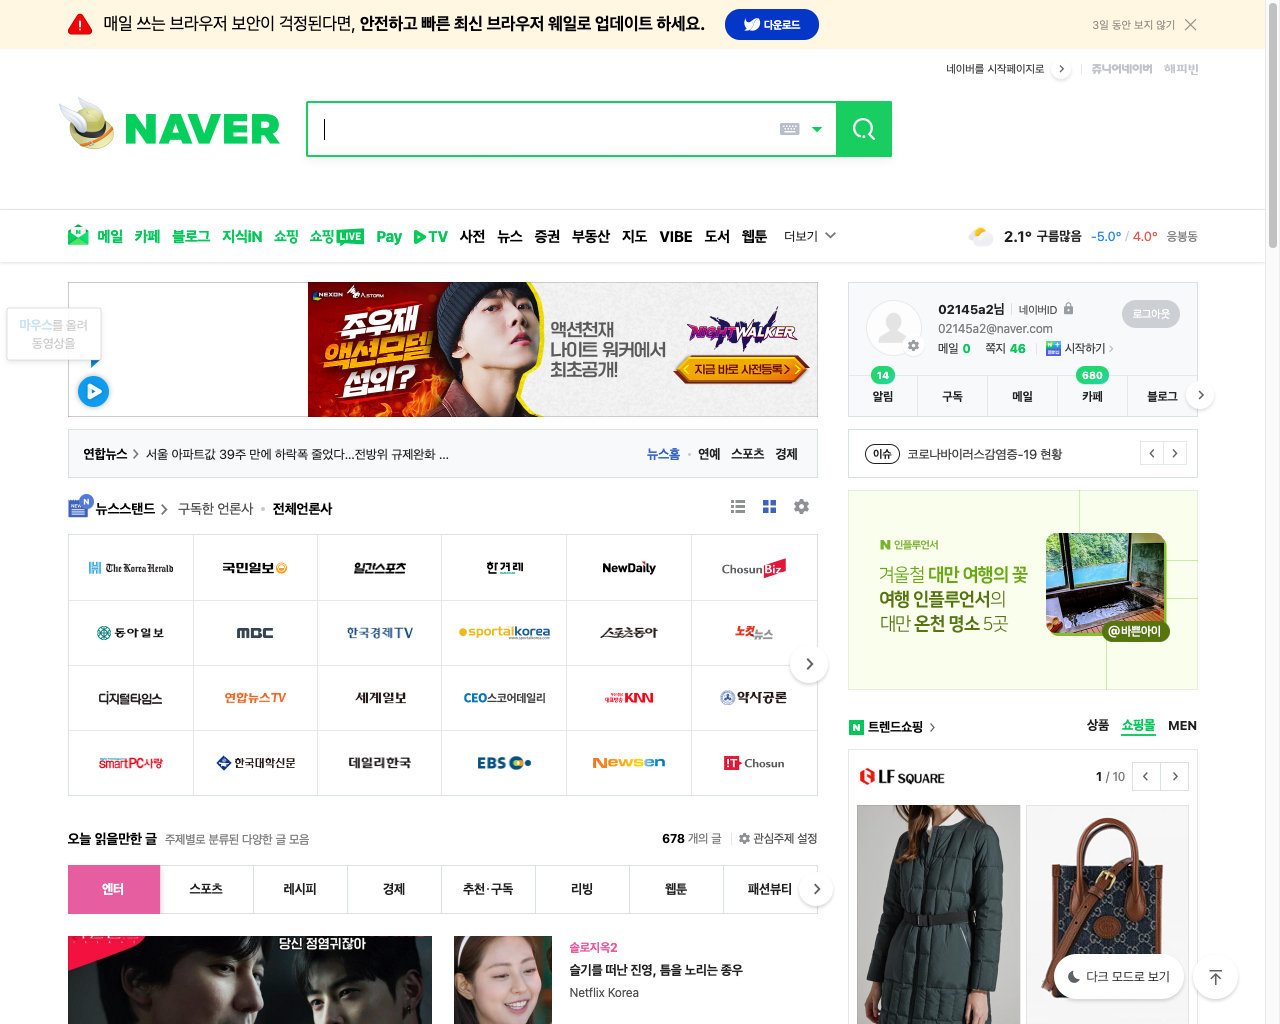 매일 쓰는 브라우저 보안이 걱정된다면, 안전하고 빠른 최신 브라우저 웨일로 업데이트 하세요.
다운로드
3일 동안 보지 않기
네이버를 시작페이지로
쥬니어네이버 해피빈
NAVER
메일 카페 블로그 지식iN 쇼핑 쇼핑LIVE Pay TV 사전 뉴스 증권 부동산 지도 VIBE 도서 웹툰 더보기
2.1° 구름많음 -5.0° / 4.0° 응봉동
마우스를 올려
동영상을
NEXON A.STORM
주우재
액션모델
섭외?
액션천재
나이트 워커에서
최초공개!
NIGHTWALKER
지금 바로 사전등록
02145a2님 네이버ID
로그아웃
02145a2@naver.com
메일 0 쪽지 46 시작하기
14
680
알림 구독 메일 카페 블로그
연합뉴스 서울 아파트값 39주 만에 하락폭 줄었다…전방위 규제완화 ...
뉴스홈 연예 스포츠 경제
이슈 코로나바이러스감염증-19 현황
뉴스스탠드 구독한 언론사 전체언론사
The Korea Herald 국민일보 일간스포츠 한겨레 NewDaily ChosunBiz
동아일보 MBC 한국경제TV sportalkorea 스포츠동아 노컷뉴스
디지털타임스 연합뉴스TV 세계일보 CEO스코어데일리 KNN 약사공론
smartPC사랑 한국대학신문 데일리한국 EBS Newsen IT Chosun
N 인플루언서
겨울철 대만 여행의 꽃
여행 인플루언서의
대만 온천 명소 5곳
@바쁜아이
트렌드쇼핑
상품 쇼핑몰 MEN
LF SQUARE
1 / 10
오늘 읽을만한 글 주제별로 분류된 다양한 글 모음
678 개의 글 관심주제 설정
엔터 스포츠 레시피 경제 추천·구독 리빙 웹툰 패션뷰티
당신 정염귀잖아
솔로지옥2
슬기를 떠난 진영, 틈을 노리는 종우
Netflix Korea
다크 모드로 보기